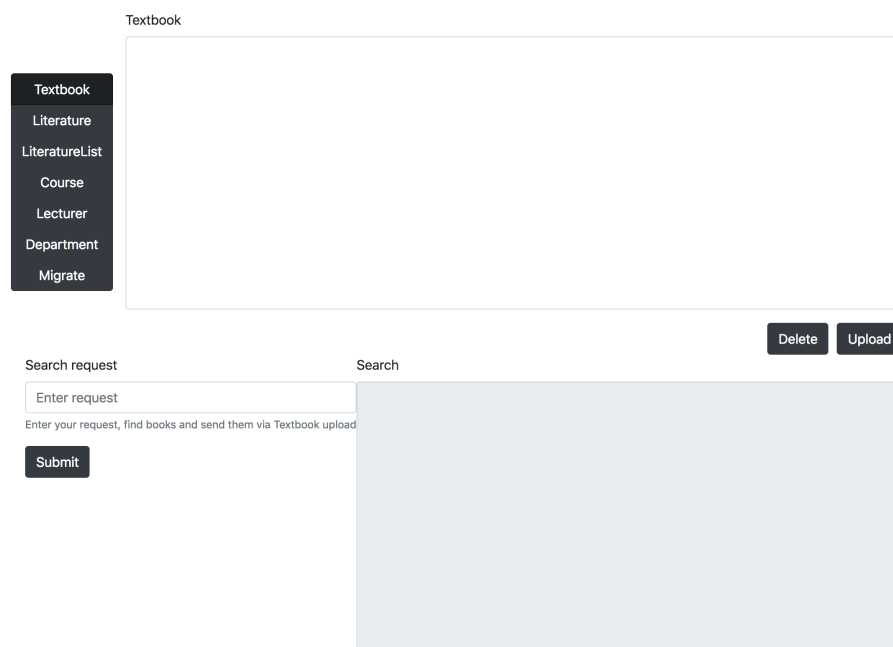 Textbook
Textbook
Literature
LiteratureList
Course
Lecturer
Department
Migrate
Delete
Upload
Search request
Search
Enter request
Enter your request, find books and send them via Textbook upload
Submit